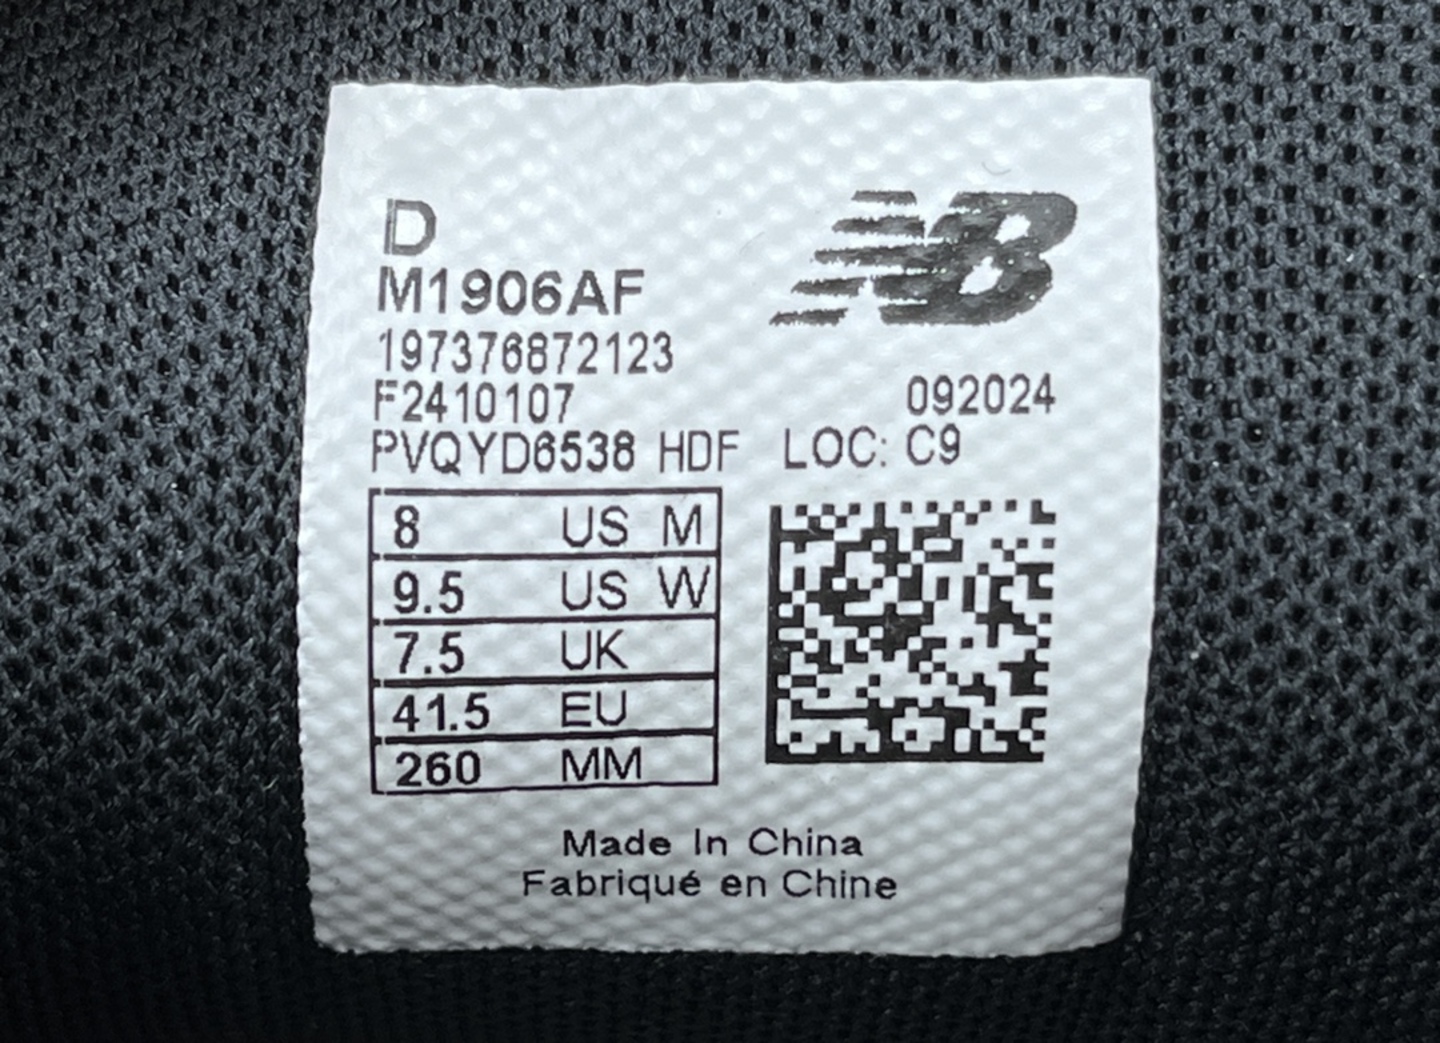 D
NB
M1906AF
197376872123
F2410107 092024
PVQYD6538 HDF LOC: C9
8 US M
9.5 US W
7.5 UK
41.5 EU
260 MM
Made In China
Fabriqué en Chine